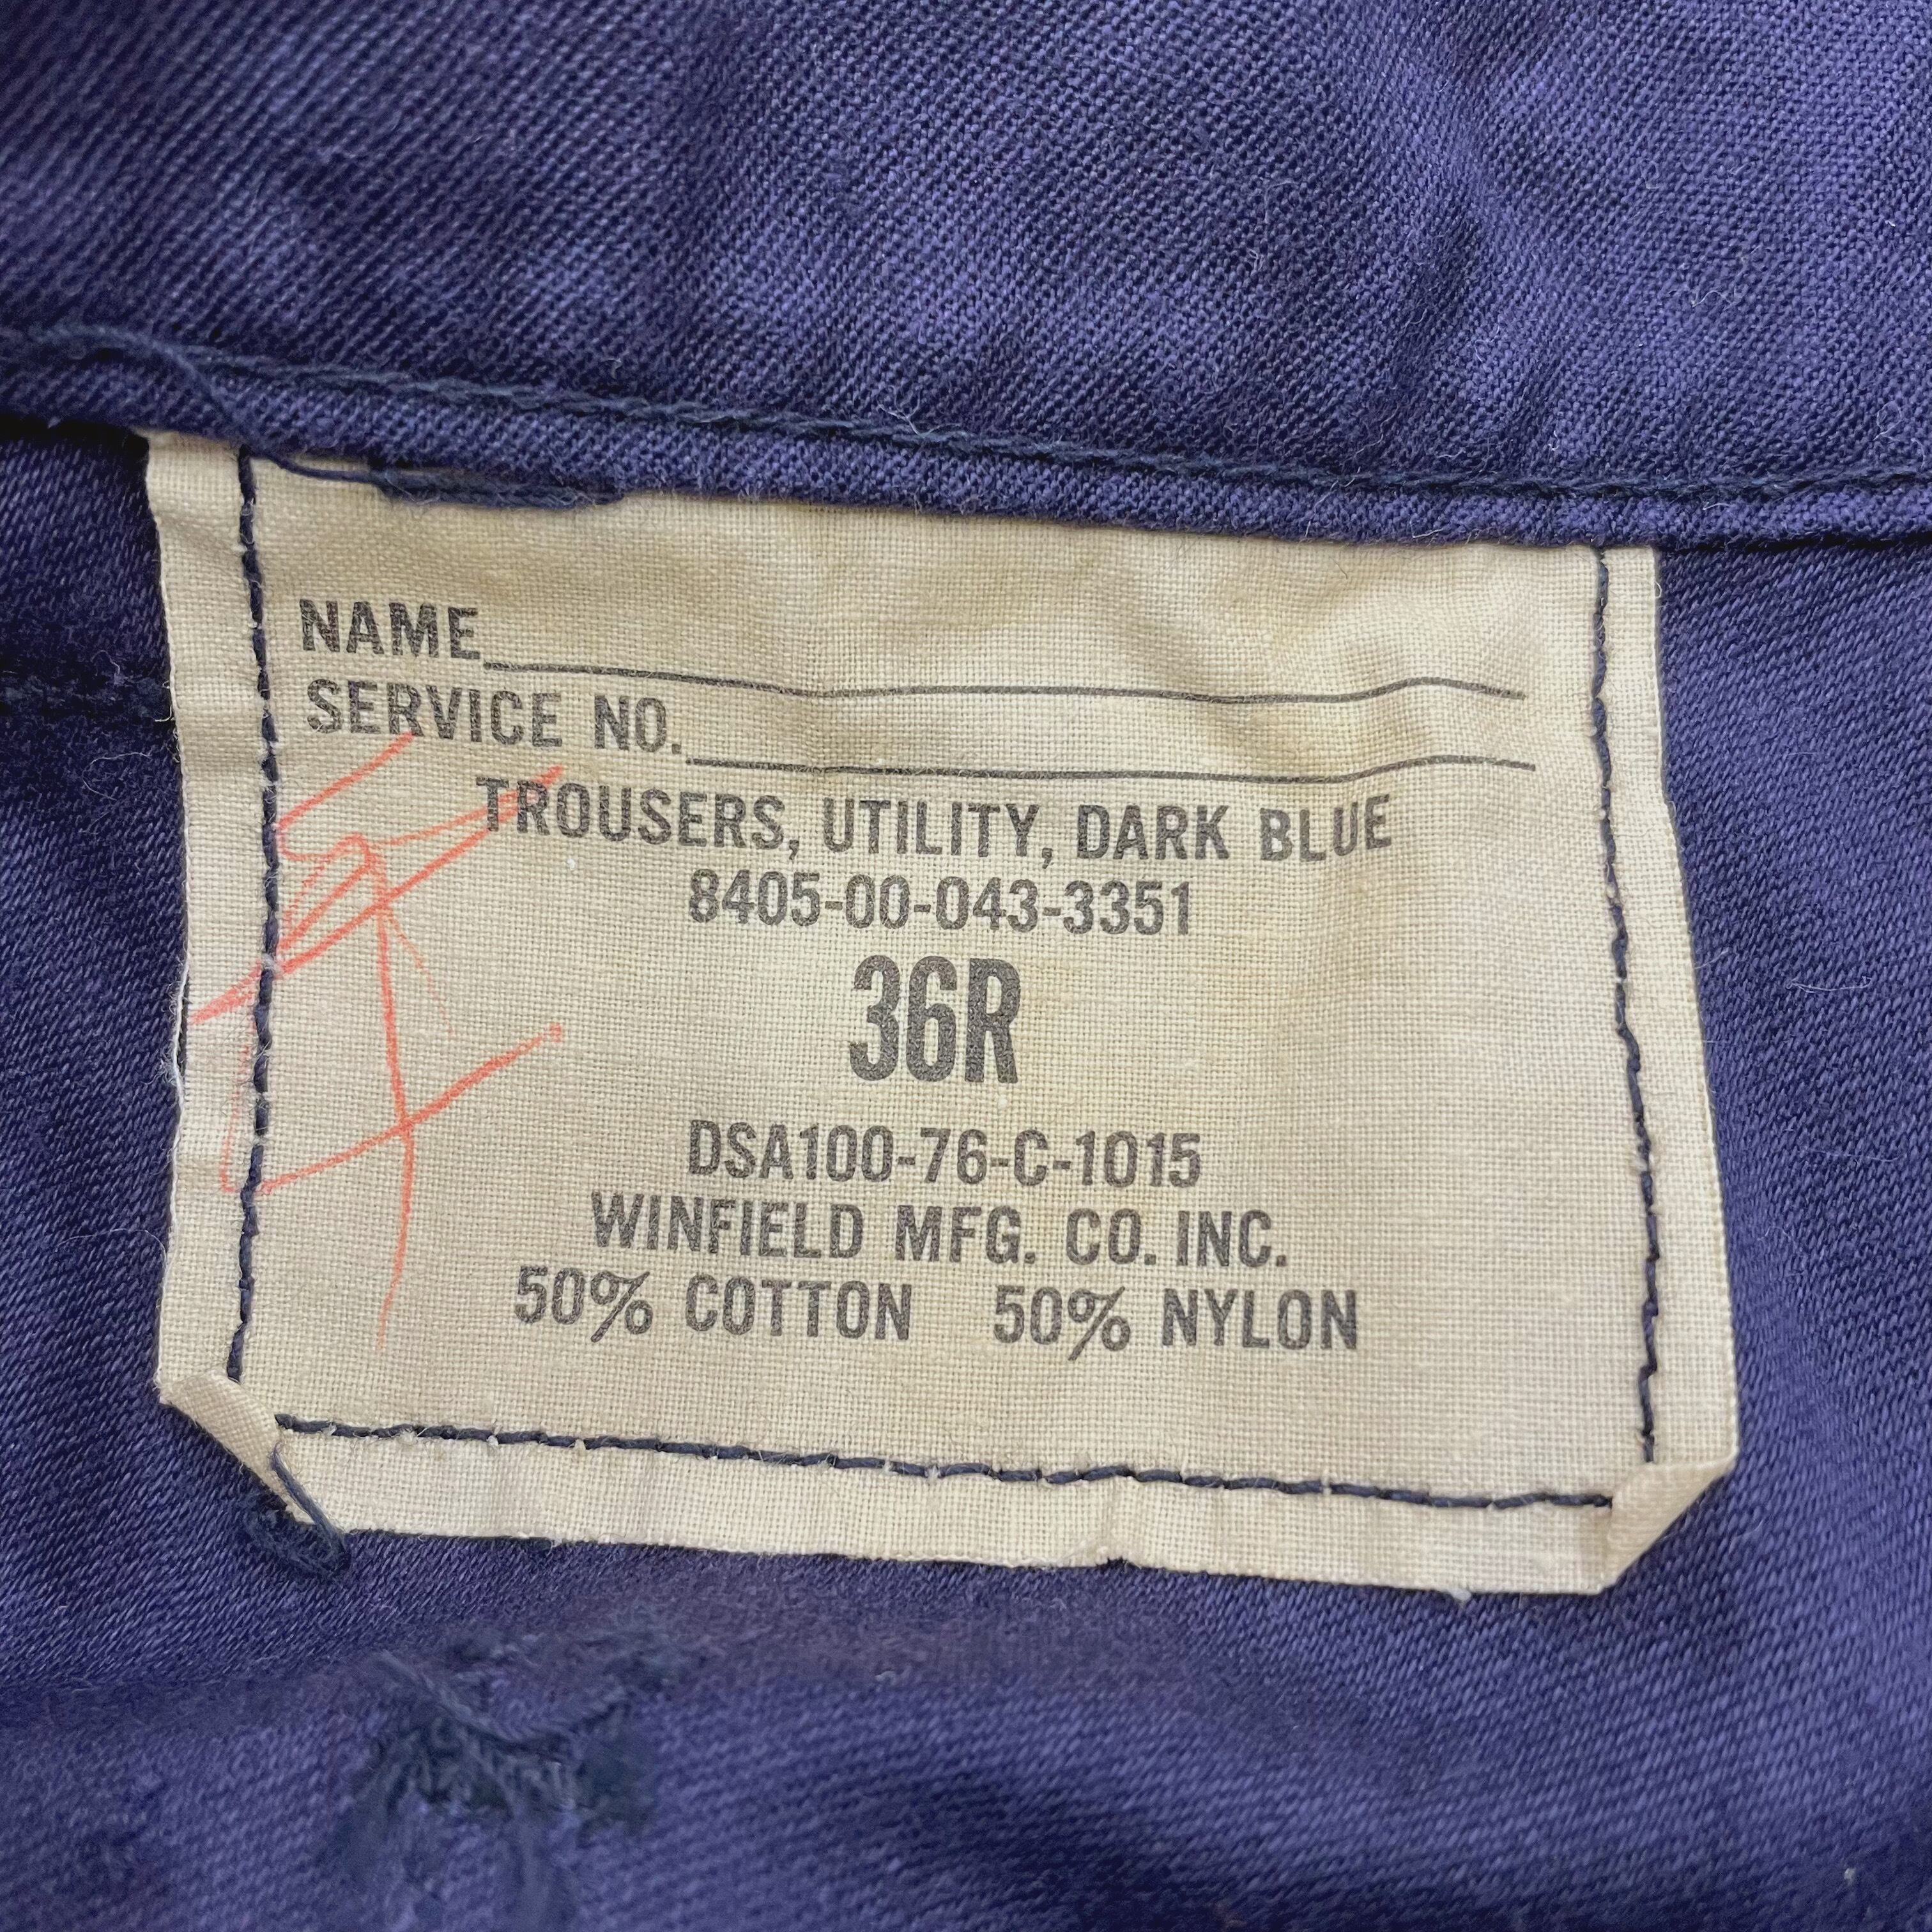 NAME
SERVICE NO.
TROUSERS, UTILITY, DARK BLUE
8405-00-043-3351
36R
DSA100-76-C-1015
WINFIELD MFG. CO. INC.
50% COTTON 50% NYLON